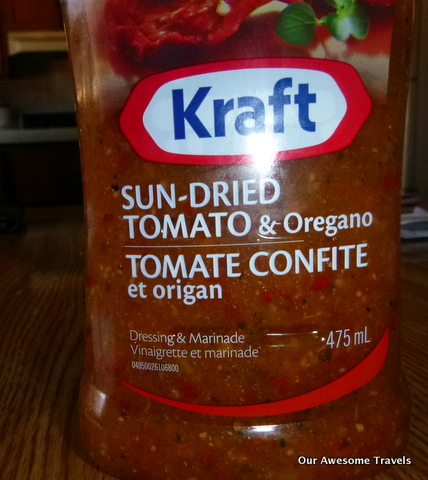 Kraft
SUN-DRIED
TOMATO & Oregano
TOMATE CONFITE
et origan
Dressing & Marinade
Vinaigrette et marinade
475 mL
04050026106800
Our Awesome Travels